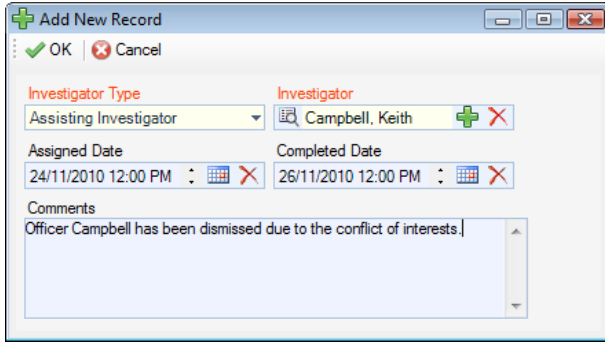 Add New Record
OK Cancel
Investigator Type Investigator
Assisting Investigator Campbell, Keith
Assigned Date Completed Date
24/11/2010 12:00 PM 26/11/2010 12:00 PM
Comments
Officer Campbell has been dismissed due to the conflict of interests.